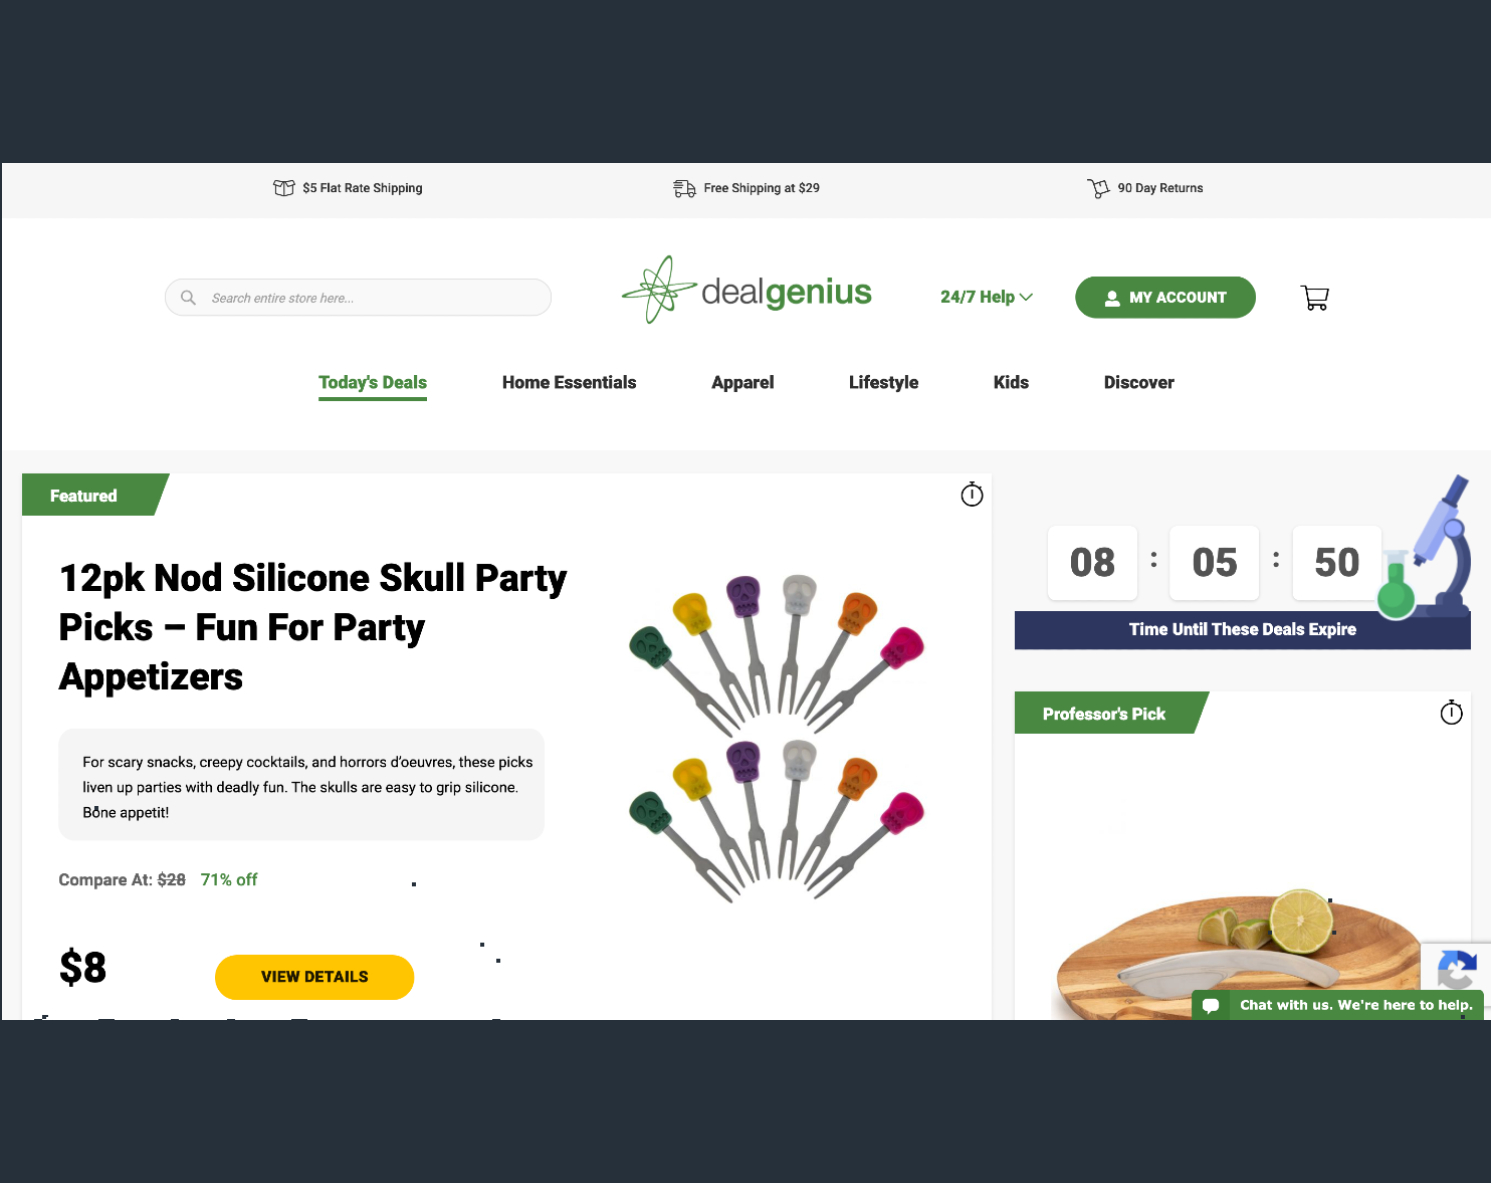 $5 Flat Rate Shipping
Free Shipping at $29
90 Day Returns
Search entire store here...
dealgenius
24/7 Help
MY ACCOUNT
Today's Deals
Home Essentials
Apparel
Lifestyle
Kids
Discover
Featured
12pk Nod Silicone Skull Party
Picks – Fun For Party
Appetizers
For scary snacks, creepy cocktails, and horrors d'oeuvres, these picks
liven up parties with deadly fun. The skulls are easy to grip silicone.
Bône appetit!
Compare At: $28 71% off
$8
VIEW DETAILS
08 : 05 : 50
Time Until These Deals Expire
Professor's Pick
Chat with us. We're here to help.